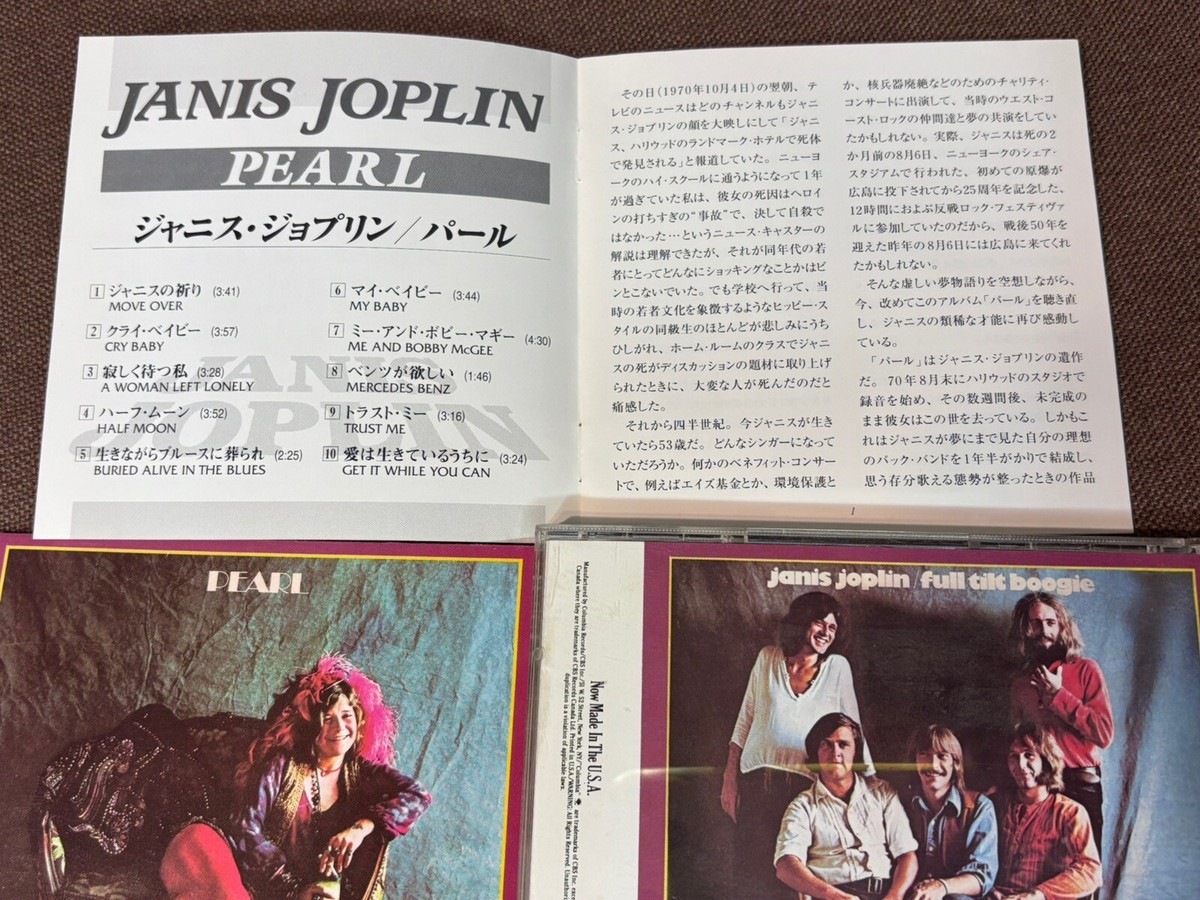 JANIS JOPLIN
PEARL
ジャニス・ジョプリン／パール
1 ジャニスの祈り (3:41)
MOVE OVER
2 クライ・ベイビー (3:57)
CRY BABY
3 寂しく待つ私 (3:28)
A WOMAN LEFT LONELY
4 ハーフ・ムーン (3:52)
HALF MOON
5 生きながらブルースに葬られ (2:25)
BURIED ALIVE IN THE BLUES
6 マイ・ベイビー (3:44)
MY BABY
7 ミー・アンド・ボビー・マギー (4:30)
ME AND BOBBY McGEE
8 ベンツが欲しい (1:46)
MERCEDES BENZ
9 トラスト・ミー (3:16)
TRUST ME
10 愛は生きているうちに (3:24)
GET IT WHILE YOU CAN
JANIS
JOPLIN
その日(1970年10月4日)の翌朝、テ
レビのニュースはどのチャンネルもジャニ
ス・ジョプリンの顔を大映しにして「ジャニ
ス、ハリウッドのランドマーク・ホテルで死体
で発見される」と報道していた。ニューヨ
ークのハイ・スクールに通うようになって1年
が過ぎていた私は、彼女の死因はヘロイ
ンの打ちすぎの“事故”で、決して自殺で
はなかった…というニュース・キャスターの
解説は理解できたが、それが同年代の若
者にとってどんなにショッキングなことかはピ
ンとこないでいた。でも学校へ行って、当
時の若者文化を象徴するようなヒッピー・ス
タイルの同級生のほとんどが悲しみにうち
ひしがれ、ホーム・ルームのクラスでジャニ
スの死がディスカッションの題材に取り上げ
られたときに、大変な人が死んだのだと
痛感した。
それから四半世紀。今ジャニスが生き
ていたら53歳だ。どんなシンガーになって
いただろうか。何かのベネフィット・コンサー
トで、例えばエイズ基金とか、環境保護と
か、核兵器廃絶などのためのチャリティ・
コンサートに出演して、当時のウエスト・コ
ースト・ロックの仲間達と夢の共演をしてい
たかもしれない。実際、ジャニスは死の2
か月前の8月6日、ニューヨークのシェア・
スタジアムで行われた、初めての原爆が
広島に投下されてから25周年を記念した、
12時間におよぶ反戦ロック・フェスティヴァ
ルに参加していたのだから、戦後50年を
迎えた昨年の8月6日には広島に来てくれ
たかもしれない。
そんな虚しい夢物語りを空想しながら、
今、改めてこのアルバム「パール」を聴き直
し、ジャニスの類稀な才能に再び感動し
ている。
「パール」はジャニス・ジョプリンの遺作
だ。70年8月末にハリウッドのスタジオで
録音を始め、その数週間後、未完成の
まま彼女はこの世を去っている。しかもこ
れはジャニスが夢にまで見た自分の理想
のバック・バンドを1年半がかりで結成し、
思う存分歌える態勢が整ったときの作品
1
PEARL
Manufactured by Columbia Records/CBS Inc./51 W. 52 Street, New York, NY/"Columbia" are trademarks of CBS Inc. exce
Canada where they are trademarks of CBS Records Canada Ltd. Printed in U.S.A./WARNING: All Rights Reserved. Unauthori
duplication is a violation of applicable laws.
Now Made In The U.S.A.
janis joplin/full tilt boogie